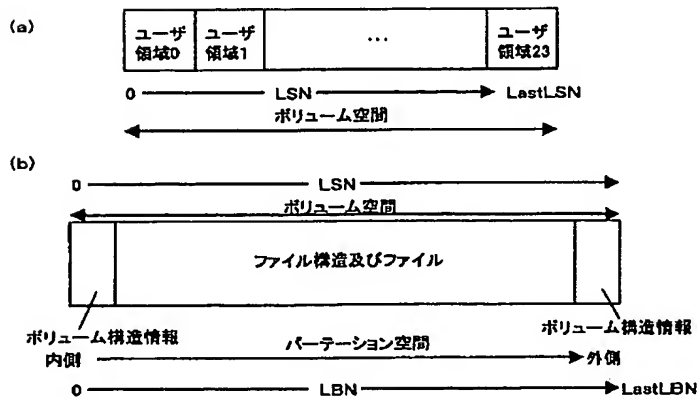 (a)
ユーザ 領域0
ユーザ 領域1
...
ユーザ 領域23
0 LSN LastLSN
ボリューム空間
(b)
0 LSN
ボリューム空間
ファイル構造及びファイル
ボリューム構造情報 ボリューム構造情報
内側 パーテーション空間 外側
0 LBN LastLBN